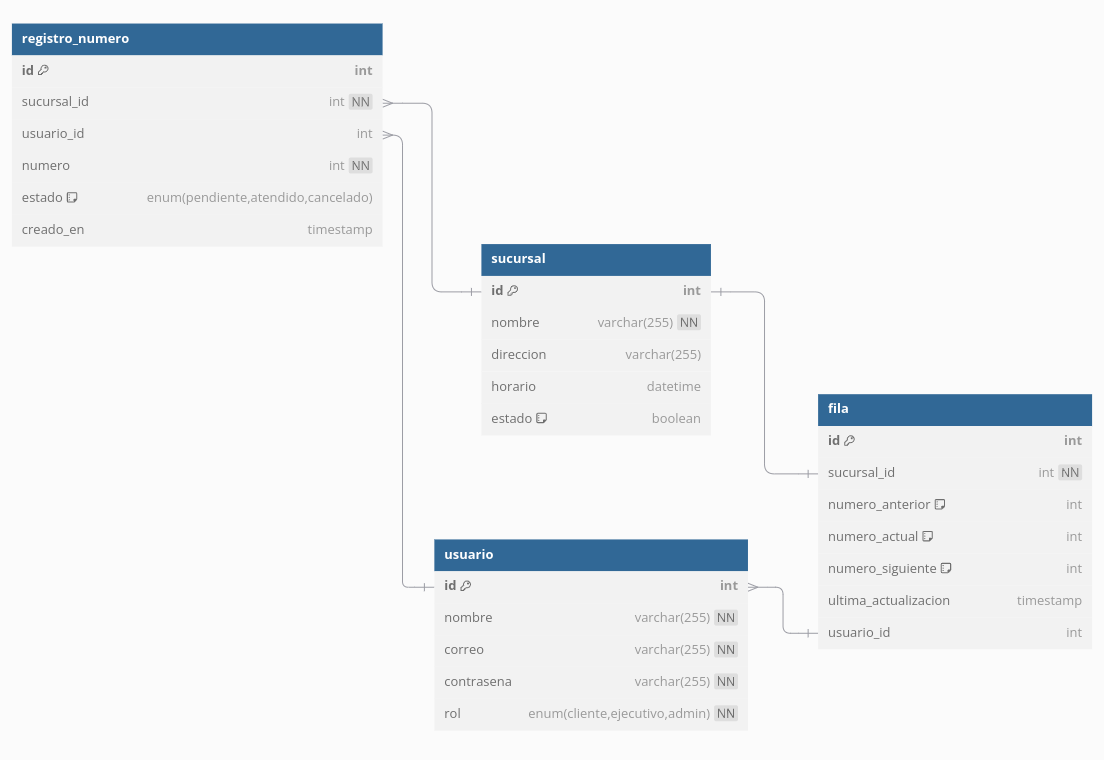 registro_numero
id int
sucursal_id int NN
usuario_id int
numero int NN
estado enum(pendiente,atendido,cancelado)
creado_en timestamp
sucursal
id int
nombre varchar(255) NN
direccion varchar(255)
horario datetime
estado boolean
fila
id int
sucursal_id int NN
numero_anterior int
numero_actual int
numero_siguiente int
ultima_actualizacion timestamp
usuario_id int
usuario
id int
nombre varchar(255) NN
correo varchar(255) NN
contrasena varchar(255) NN
rol enum(cliente,ejecutivo,admin) NN